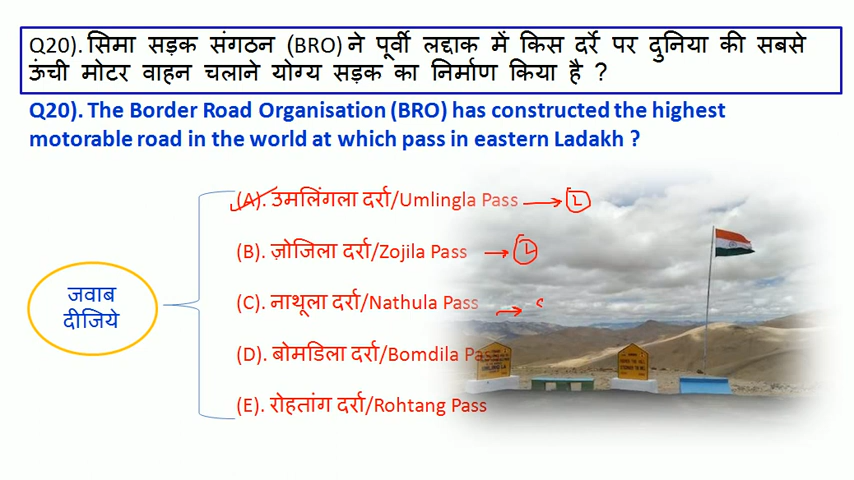 Q20). सिमा सड़क संगठन (BRO) ने पूर्वी लद्दाक में किस दर्रे पर दुनिया की सबसे
ऊंची मोटर वाहन चलाने योग्य सड़क का निर्माण किया है ?
Q20). The Border Road Organisation (BRO) has constructed the highest
motorable road in the world at which pass in eastern Ladakh ?
(A). उमलिंगला दर्रा/Umlingla Pass → L
(B). ज़ोजिला दर्रा/Zojila Pass → L
जवाब
दीजिये
(C). नाथूला दर्रा/Nathula Pass →
(D). बोमडिला दर्रा/Bomdila Pass
(E). रोहतांग दर्रा/Rohtang Pass